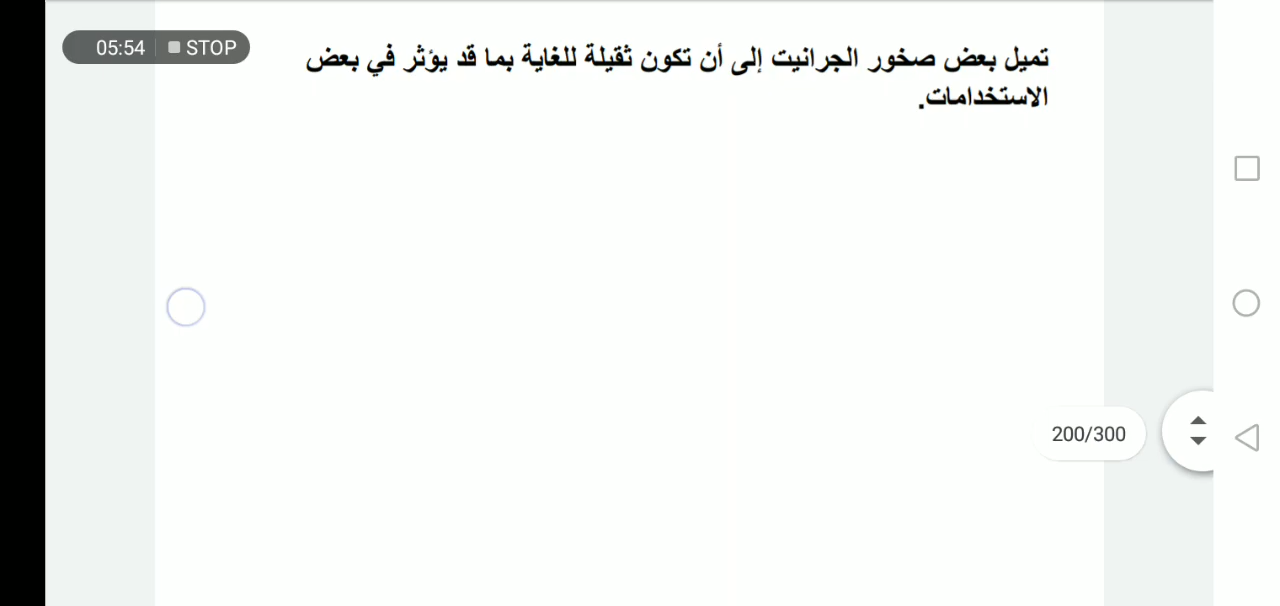 05:54 STOP
تميل بعض صخور الجرانيت إلى أن تكون ثقيلة للغاية بما قد يؤثر في بعض
الاستخدامات.
200/300